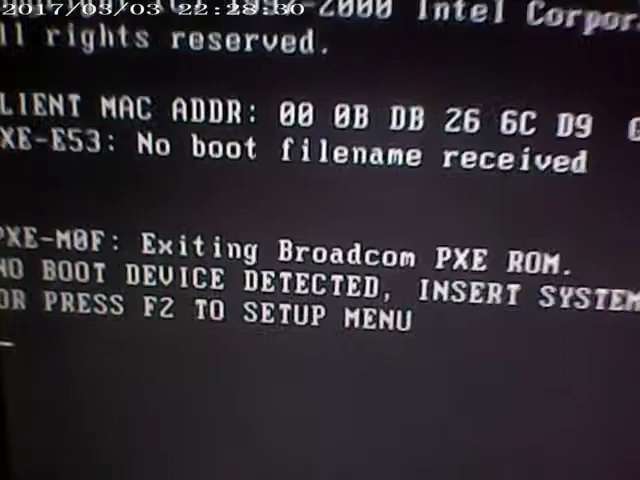 2017/03/03 22:28:30
-2000 Intel Corpor
ll rights reserved.
LIENT MAC ADDR: 00 0B DB 26 6C D9
XE-E53: No boot filename received
PXE-M0F: Exiting Broadcom PXE ROM.
NO BOOT DEVICE DETECTED, INSERT SYSTEM
OR PRESS F2 TO SETUP MENU